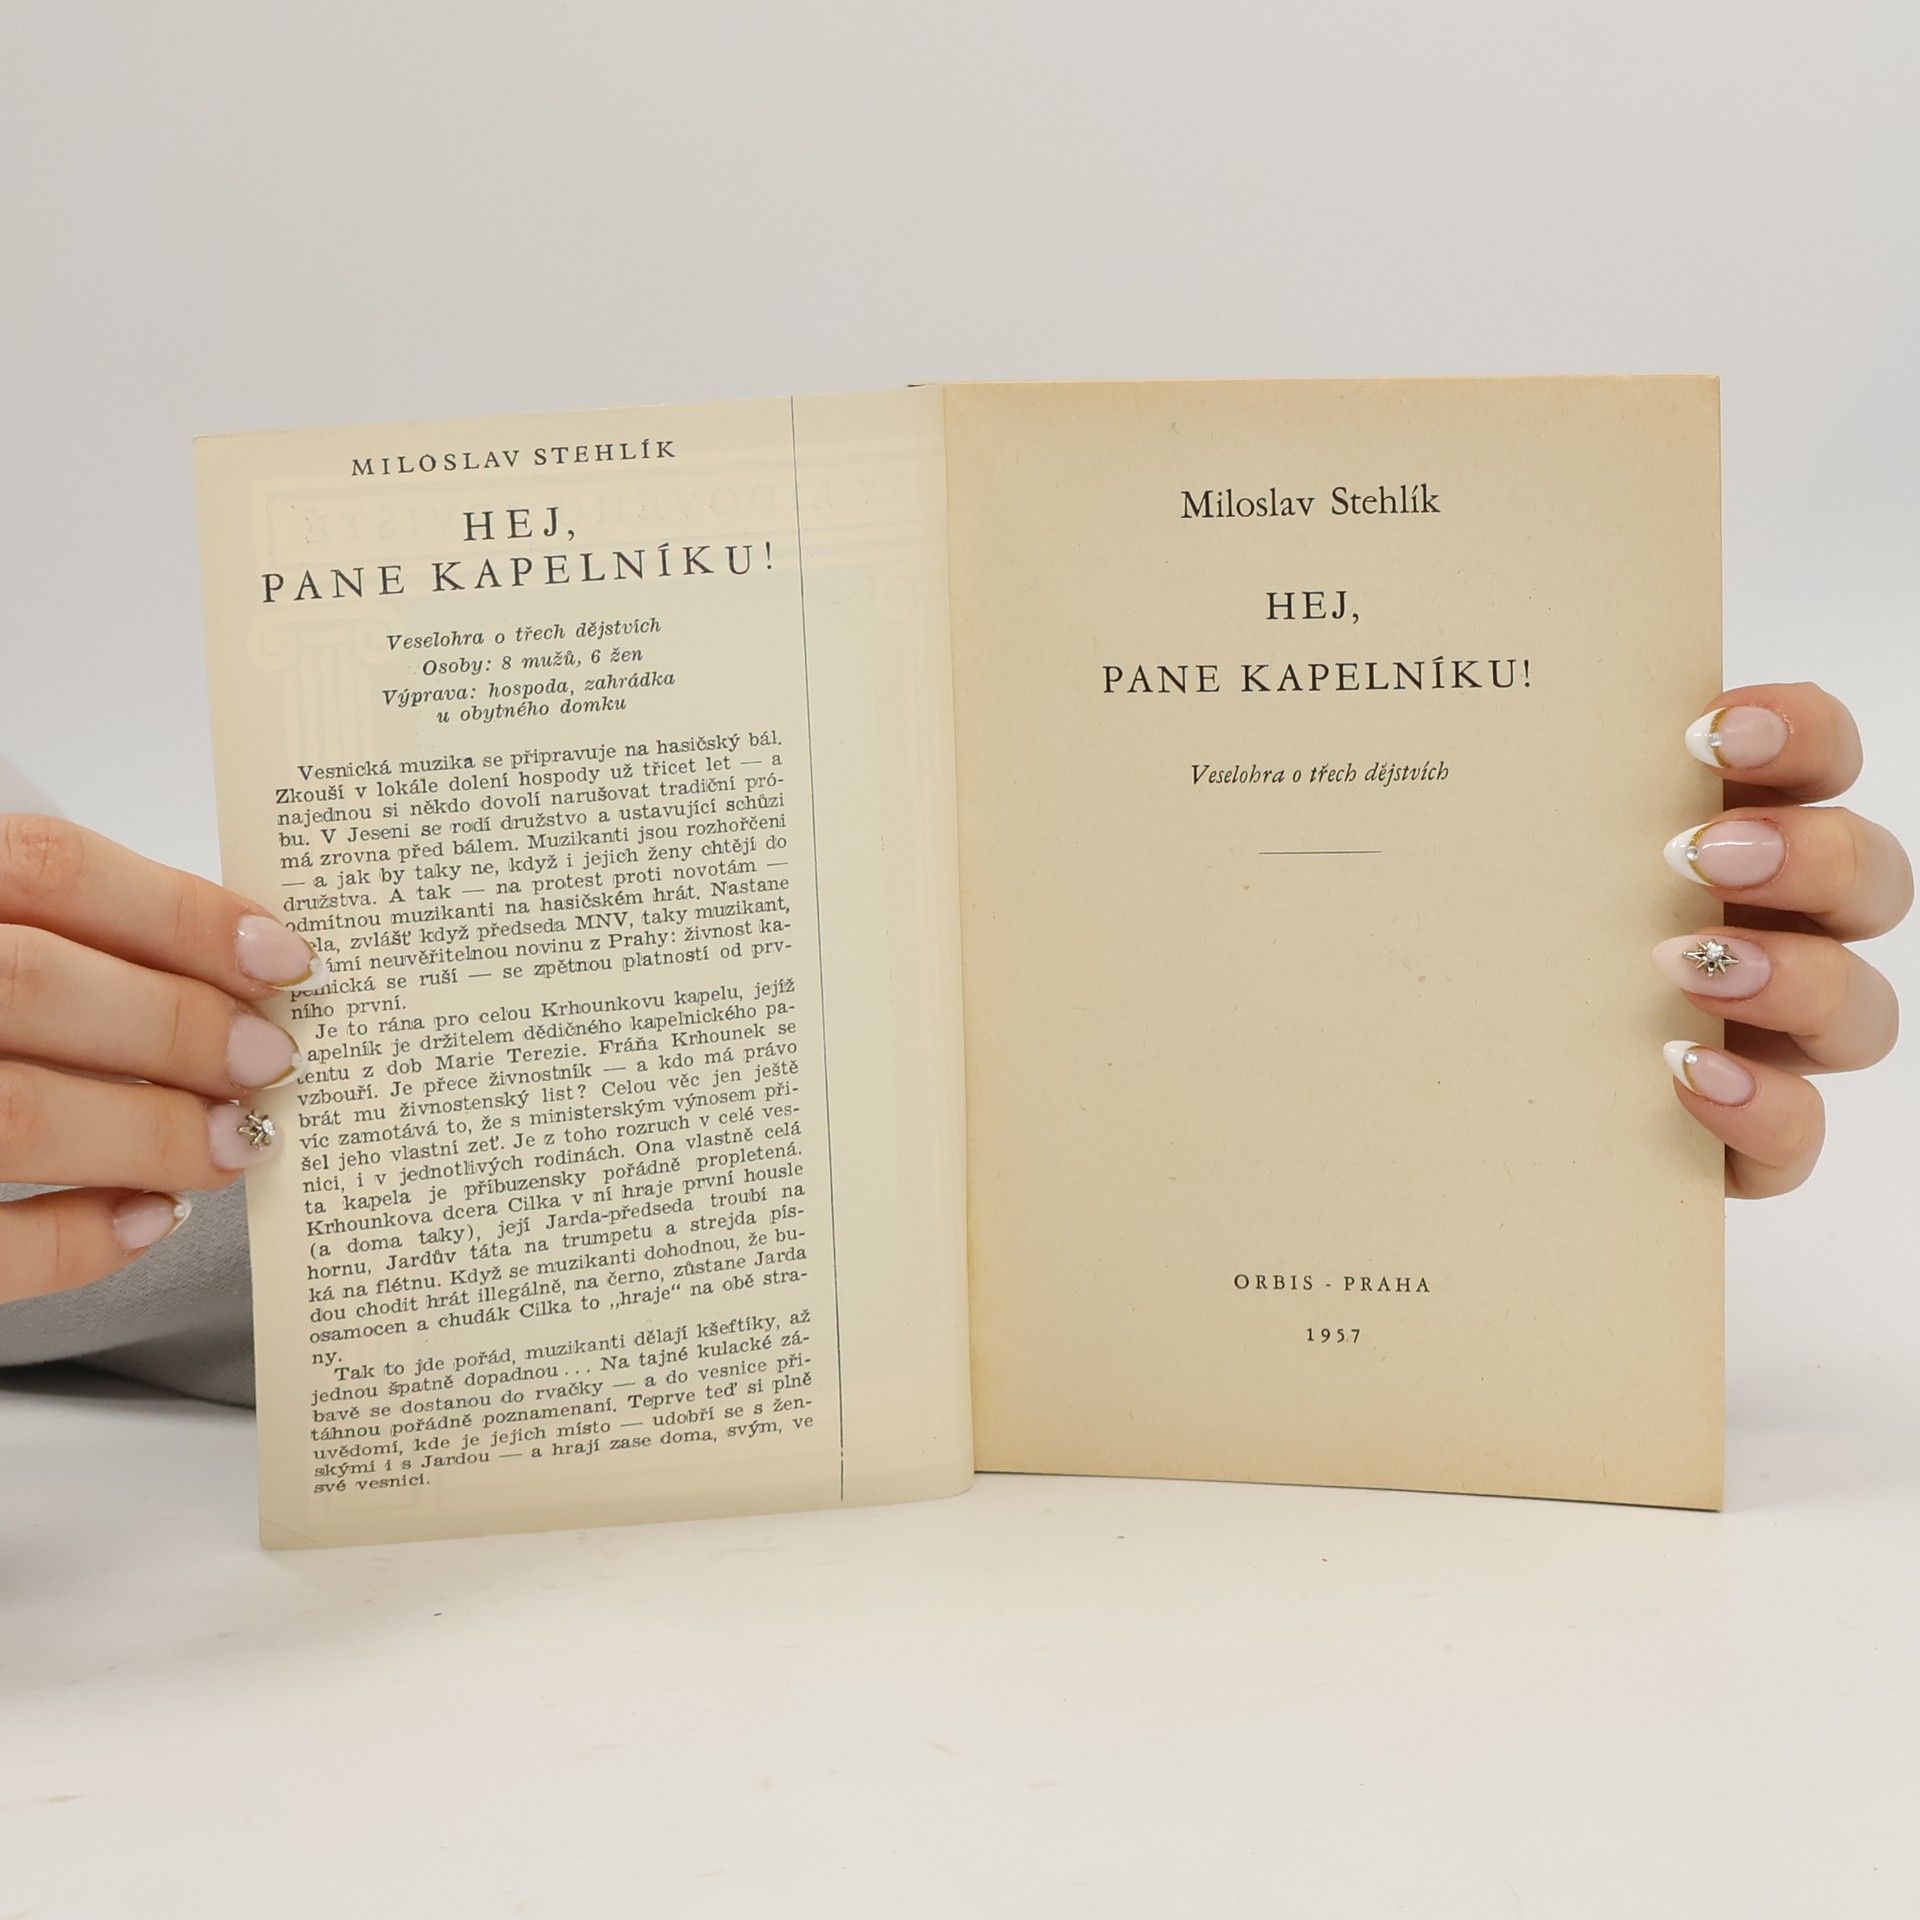 MILOSLAV STEHLÍK
HEJ,
PANE KAPELNÍKU!
Veselohra o třech dějstvích
Osoby: 8 mužů, 6 žen
Výprava: hospoda, zahrádka
u obytného domku
Vesnická muzika se připravuje na hasičský bál.
Zkouší v lokále dolení hospody už třicet let — a
najednou si někdo dovolí narušovat tradiční pró-
bu. V Jeseni se rodí družstvo a ustavující schůzi
má zrovna před bálem. Muzikanti jsou rozhořčeni
— a jak by taky ne, když i jejich ženy chtějí do
družstva. A tak — na protest proti novotám —
odmítnou muzikanti na hasičském hrát. Nastane
zvlášť když předseda MNV, taky muzikant,
neuvěřitelnou novinu z Prahy: živnost ka-
pelnická se ruší — se zpětnou platností od prv-
ního první.
Je to rána pro celou Krhounkovu kapelu, jejíž
kapelník je držitelem dědičného kapelnického pa-
tentu z dob Marie Terezie. Fráňa Krhounek se
vzbouří. Je přece živnostník — a kdo má právo
brát mu živnostenský list? Celou věc jen ještě
víc zamotává to, že s ministerským výnosem při-
šel jeho vlastní zeť. Je z toho rozruch v celé ves-
nici, i v jednotlivých rodinách. Ona vlastně celá
ta kapela je příbuzensky pořádně propletená.
Krhounkova dcera Cilka v ní hraje první housle
(a doma taky), její Jarda-předseda troubí na
hornu, Jardův táta na trumpetu a strejda pís-
ká na flétnu. Když se muzikanti dohodnou, že bu-
dou chodit hrát illegálně, na černo, zůstane Jarda
osamocen a chudák Cilka to „hraje“ na obě stra-
ny.
Tak to jde pořád, muzikanti dělají kšeftíky, až
jednou špatně dopadnou... Na tajné kulacké zá-
bavě se dostanou do rvačky — a do vesnice při-
táhnou pořádně poznamenaní. Teprve teď si plně
uvědomí, kde je jejich místo — udobří se s žen-
skými i s Jardou — a hrají zase doma, svým, ve
své vesnici.
Miloslav Stehlík
HEJ,
PANE KAPELNÍKU!
Veselohra o třech dějstvích
ORBIS - PRAHA
1957